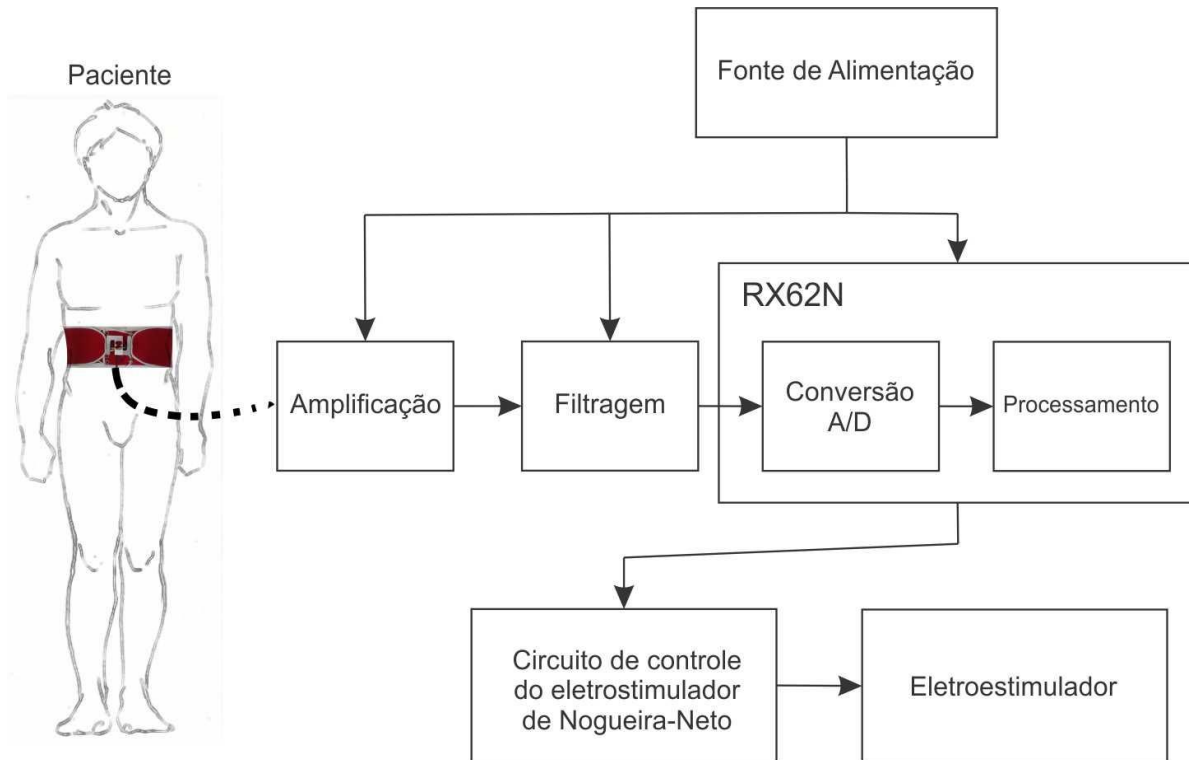 Fonte de Alimentação
Paciente
RX62N
Amplificação
Filtragem
Conversão
A/D
Processamento
Circuito de controle
do eletrostimulador
de Nogueira-Neto
Eletroestimulador